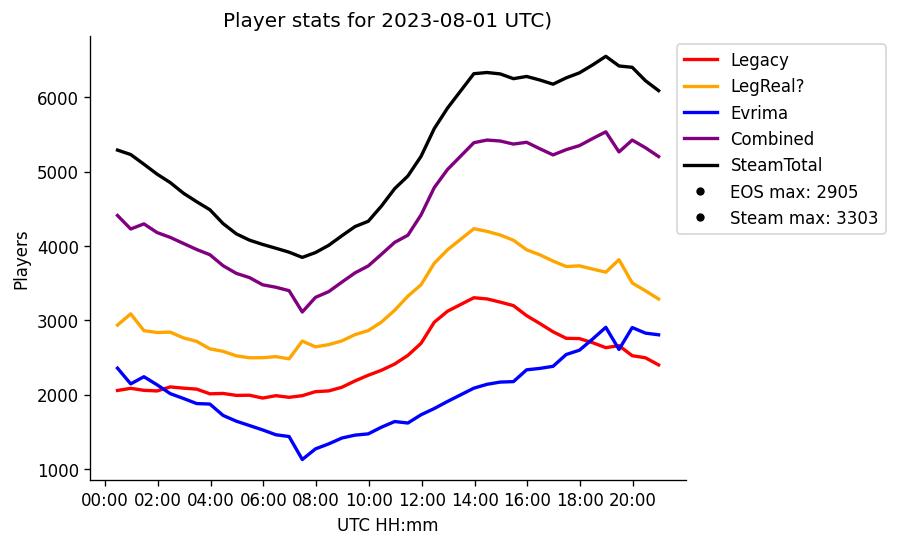 Player stats for 2023-08-01 UTC)
Legacy
LegReal?
Evrima
Combined
SteamTotal
EOS max: 2905
Steam max: 3303
6000
5000
4000
3000
2000
1000
Players
00:00 02:00 04:00 06:00 08:00 10:00 12:00 14:00 16:00 18:00 20:00
UTC HH:mm